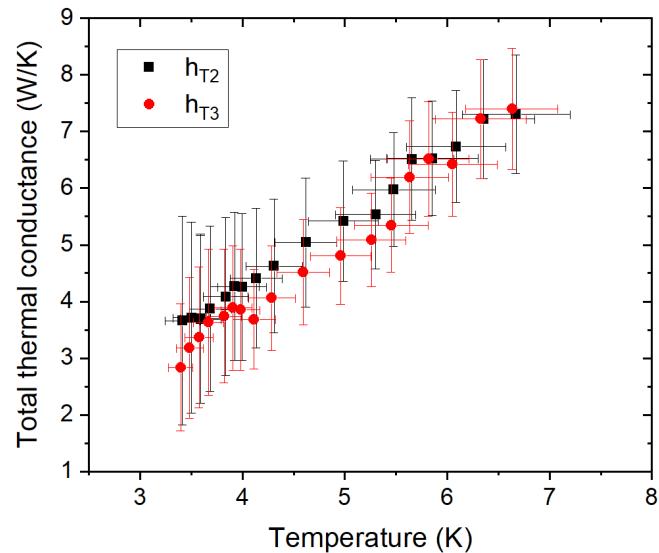 9
8
7
6
5
4
3
2
1
h_T2
h_T3
Total thermal conductance (W/K)
3 4 5 6 7 8
Temperature (K)